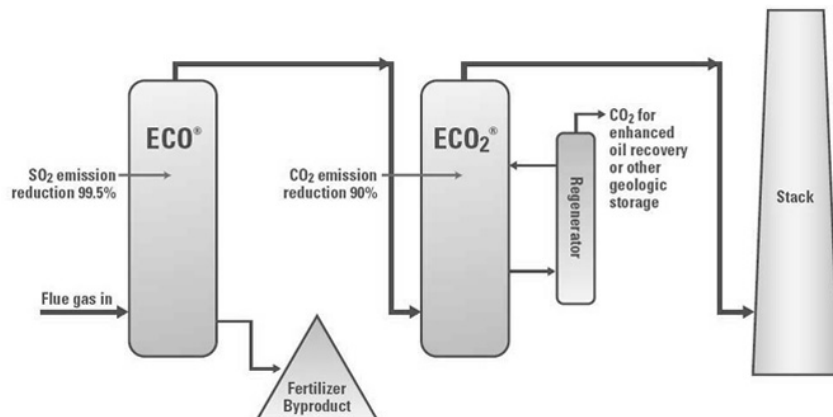 ECO®
SO₂ emission
reduction 99.5%
Flue gas in
Fertilizer
Byproduct
CO₂ emission
reduction 90%
ECO₂®
Regenerator
CO₂ for
enhanced
oil recovery
or other
geologic
storage
Stack